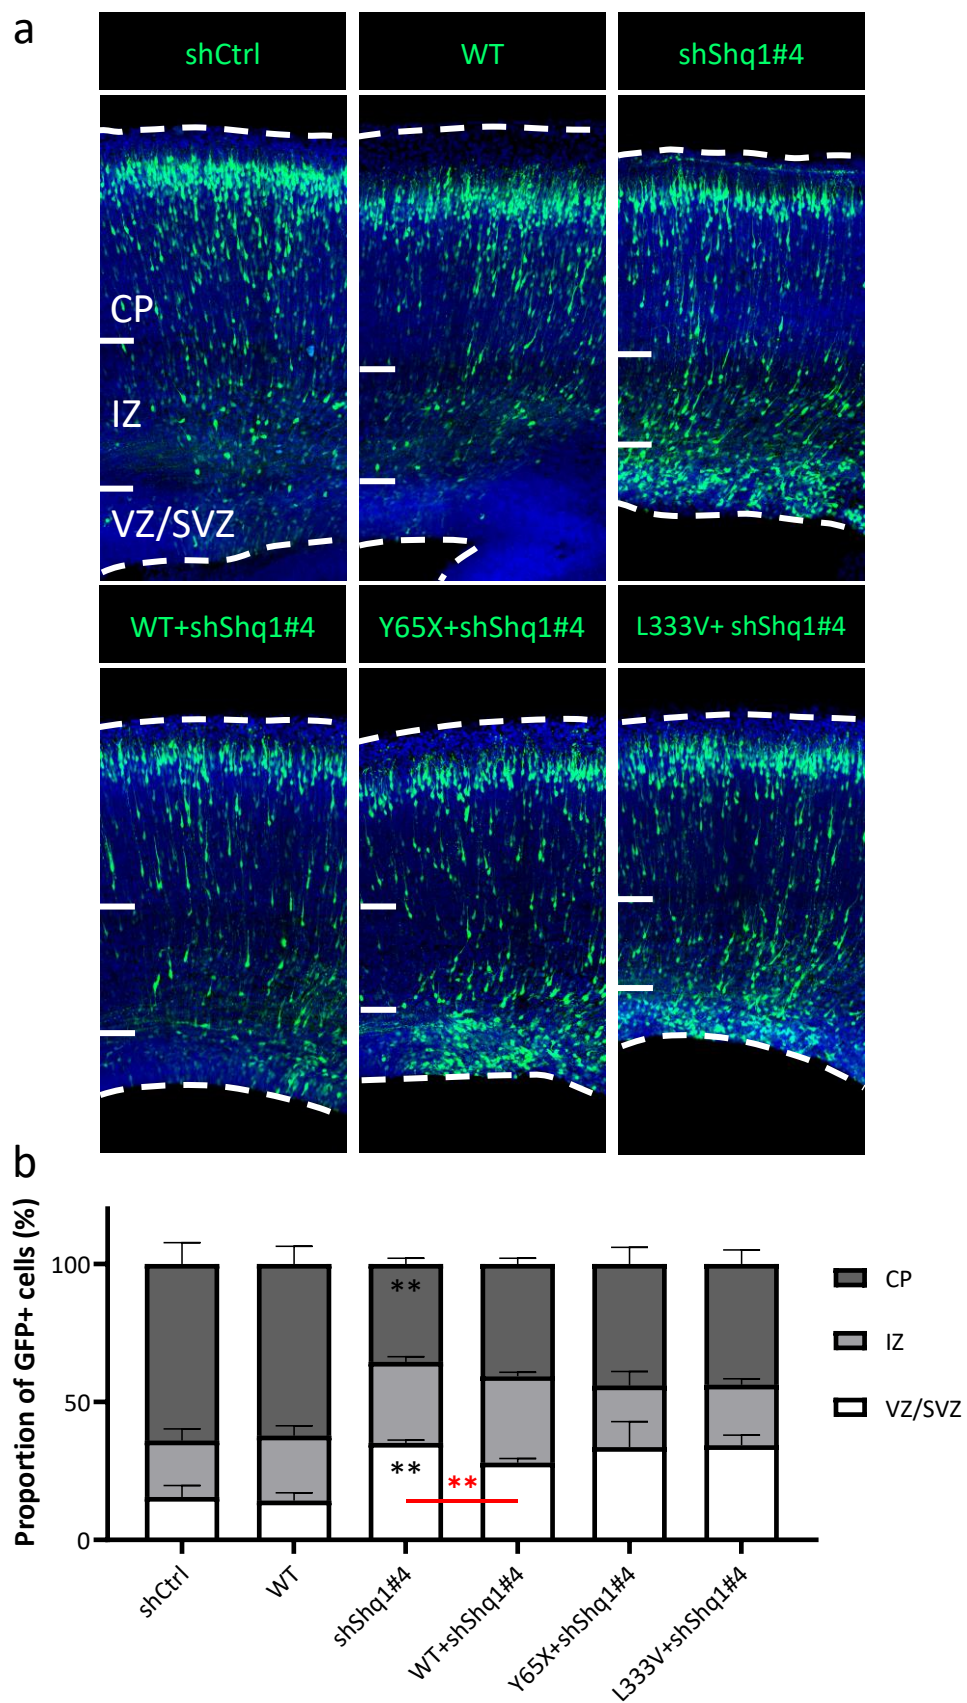 a
shCtrl
WT
shShq1#4
CP
IZ
VZ/SVZ
WT+shShq1#4
Y65X+shShq1#4
L333V+ shShq1#4
b
Proportion of GFP+ cells (%)
100
50
0
**
**
**
CP
IZ
VZ/SVZ
shCtrl
WT
shShq1#4
WT+shShq1#4
Y65X+shShq1#4
L333V+shShq1#4